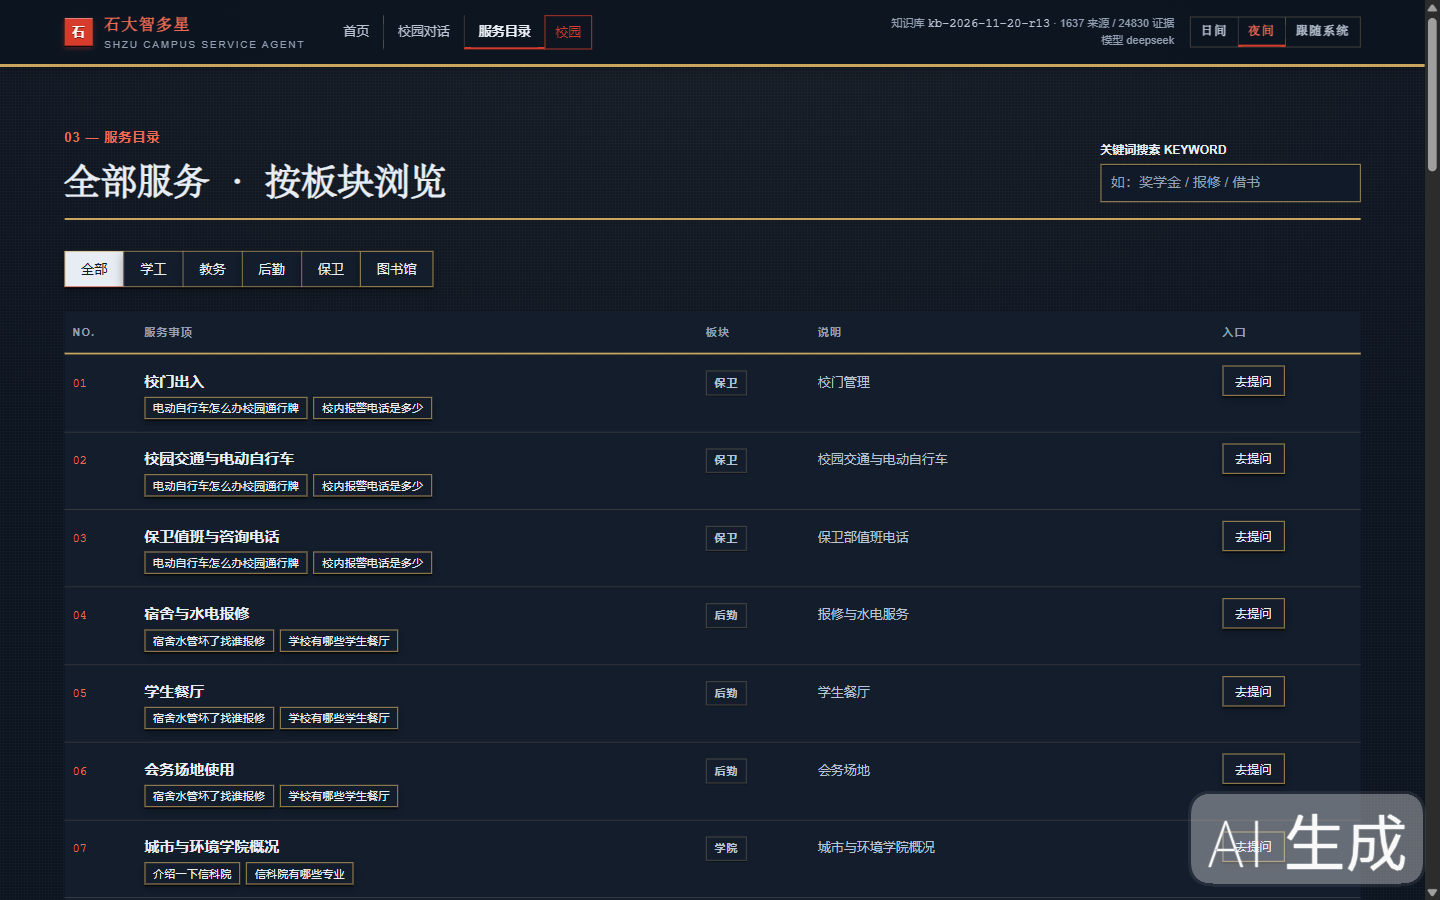 石 石大智多星
SHZU CAMPUS SERVICE AGENT
首页 校园对话 服务目录 校园
知识库 kb-2026-11-20-r13 · 1637 来源 / 24830 证据
模型 deepseek
日间 夜间 跟随系统
03 — 服务目录
全部服务 · 按板块浏览
关键词搜索 KEYWORD
如：奖学金 / 报修 / 借书
全部 学工 教务 后勤 保卫 图书馆
NO. 服务事项 板块 说明 入口
01 校门出入 保卫 校门管理 去提问
电动自行车怎么办校园通行牌 校内报警电话是多少
02 校园交通与电动自行车 保卫 校园交通与电动自行车 去提问
电动自行车怎么办校园通行牌 校内报警电话是多少
03 保卫值班与咨询电话 保卫 保卫部值班电话 去提问
电动自行车怎么办校园通行牌 校内报警电话是多少
04 宿舍与水电报修 后勤 报修与水电服务 去提问
宿舍水管坏了找谁报修 学校有哪些学生餐厅
05 学生餐厅 后勤 学生餐厅 去提问
宿舍水管坏了找谁报修 学校有哪些学生餐厅
06 会务场地使用 后勤 会务场地 去提问
宿舍水管坏了找谁报修 学校有哪些学生餐厅
07 城市与环境学院概况 学院 城市与环境学院概况 去提问
介绍一下信科院 信科院有哪些专业
AI 生成